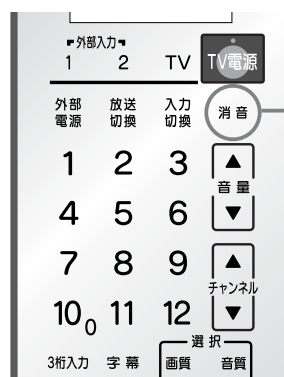 外部入力
1 2 TV TV電源
外部電源 放送切換 入力切換 消音
1 2 3
音量
4 5 6
7 8 9
チャンネル
10 0 11 12
選択
3桁入力 字幕 画質 音質